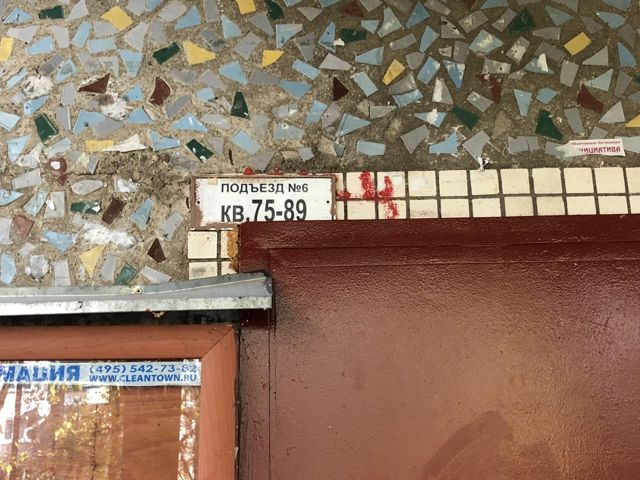 ПОДЪЕЗД №6
кв.75-89
ИНИЦИАТИВА
МАЦИЯ
(495) 542-73-82
WWW.CLEANTOWN.RU